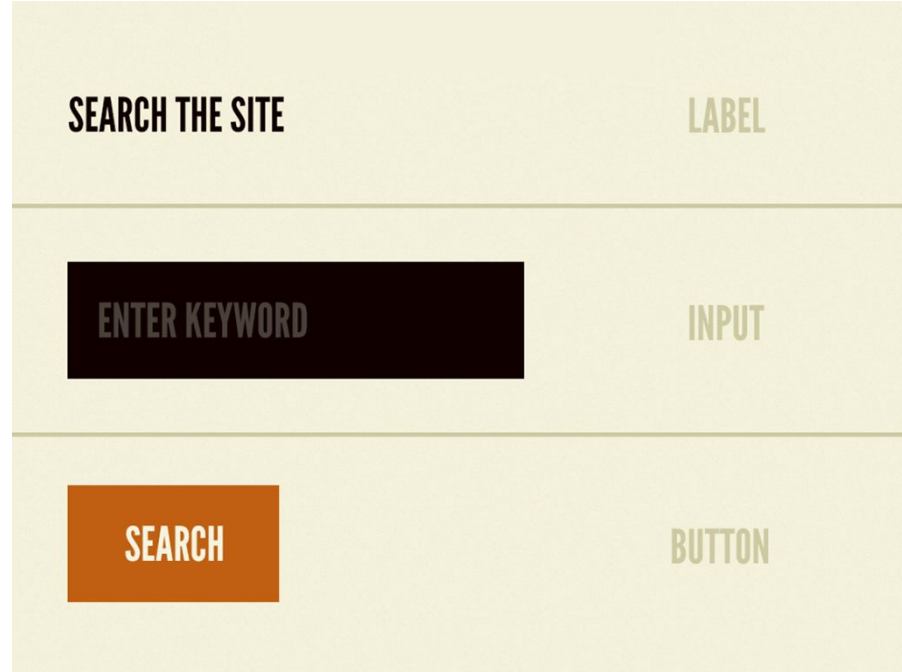 SEARCH THE SITE LABEL
ENTER KEYWORD INPUT
SEARCH BUTTON